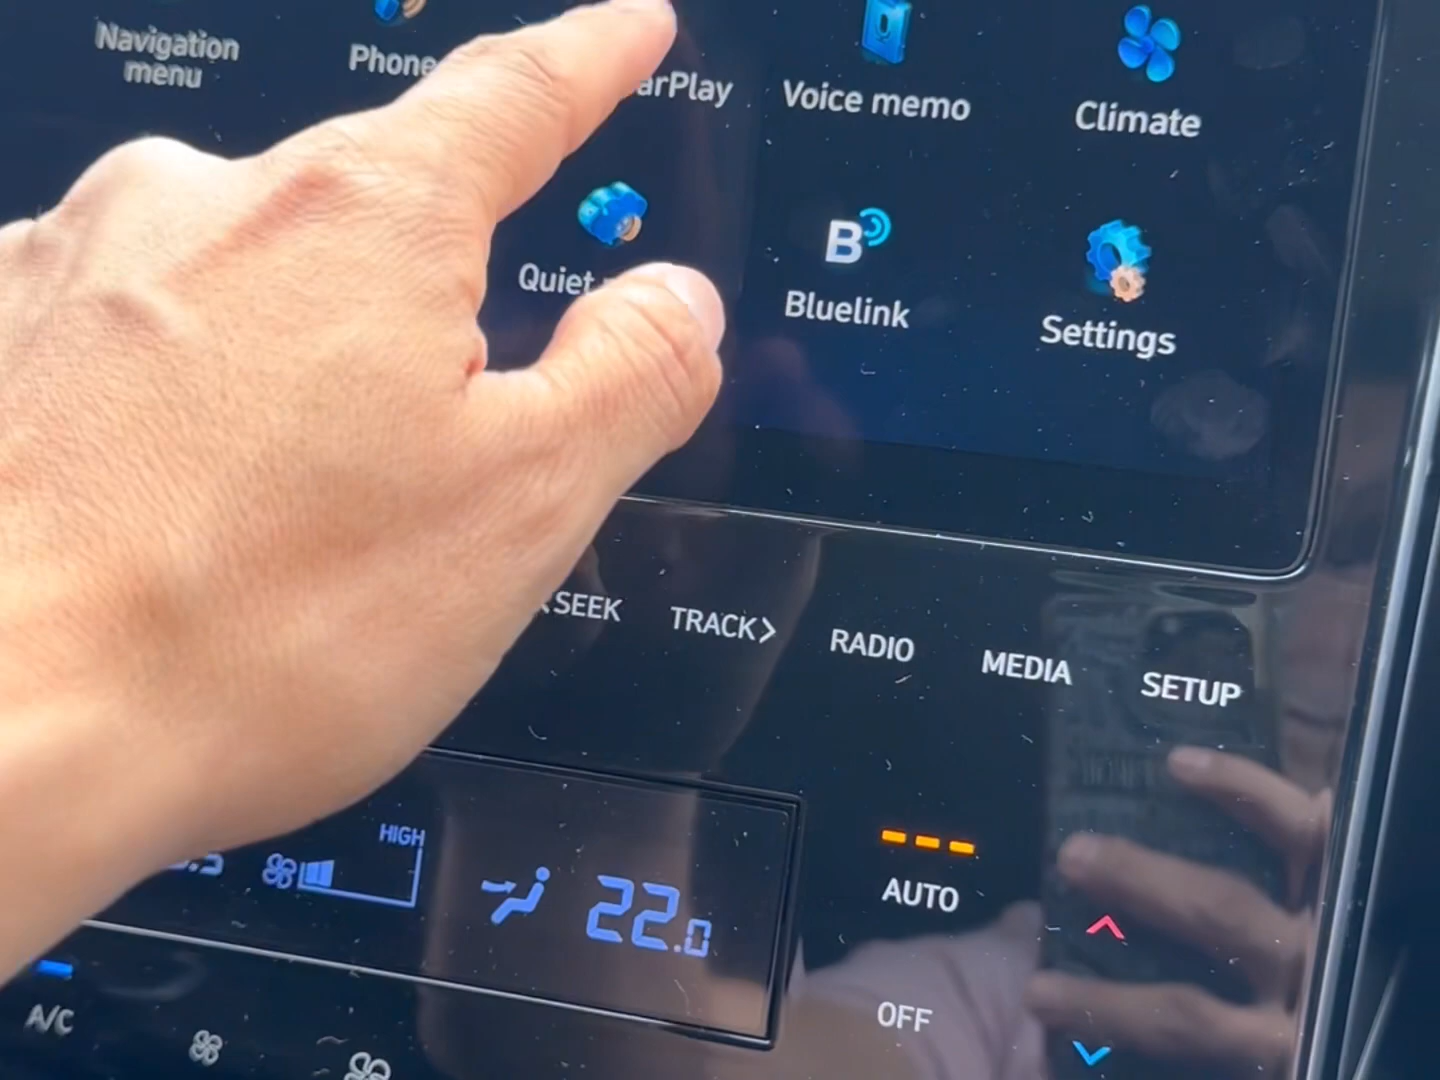 Navigation
menu
Phone
arPlay
Voice memo
Climate
Quiet
B
Bluelink
Settings
<SEEK
TRACK>
RADIO
MEDIA
SETUP
HIGH
22.0
AUTO
OFF
A/C